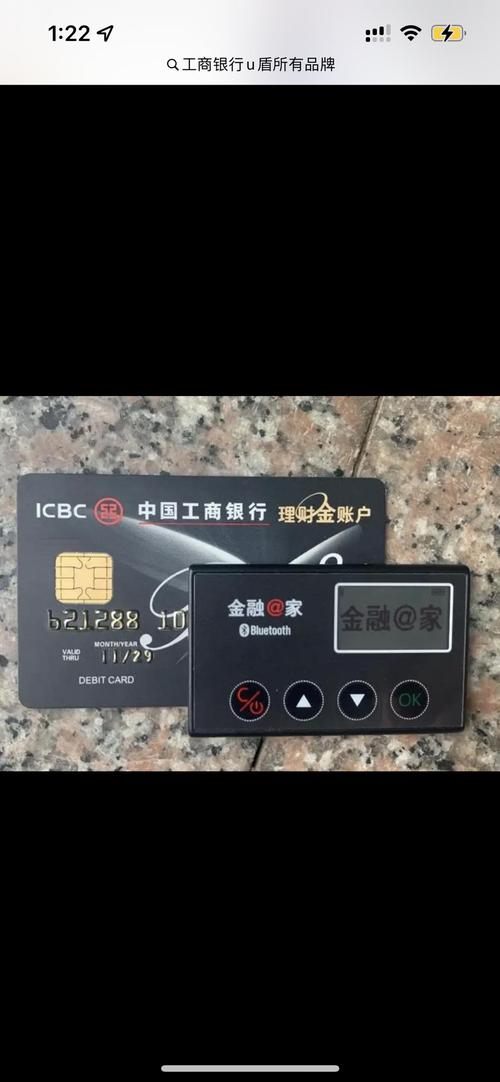 1:22
工商银行u盾所有品牌
ICBC 中国工商银行 理财金账户
621288 10
VALID THRU
MONTH/YEAR
11/29
DEBIT CARD
金融@家
Bluetooth
金融@家
C/
OK